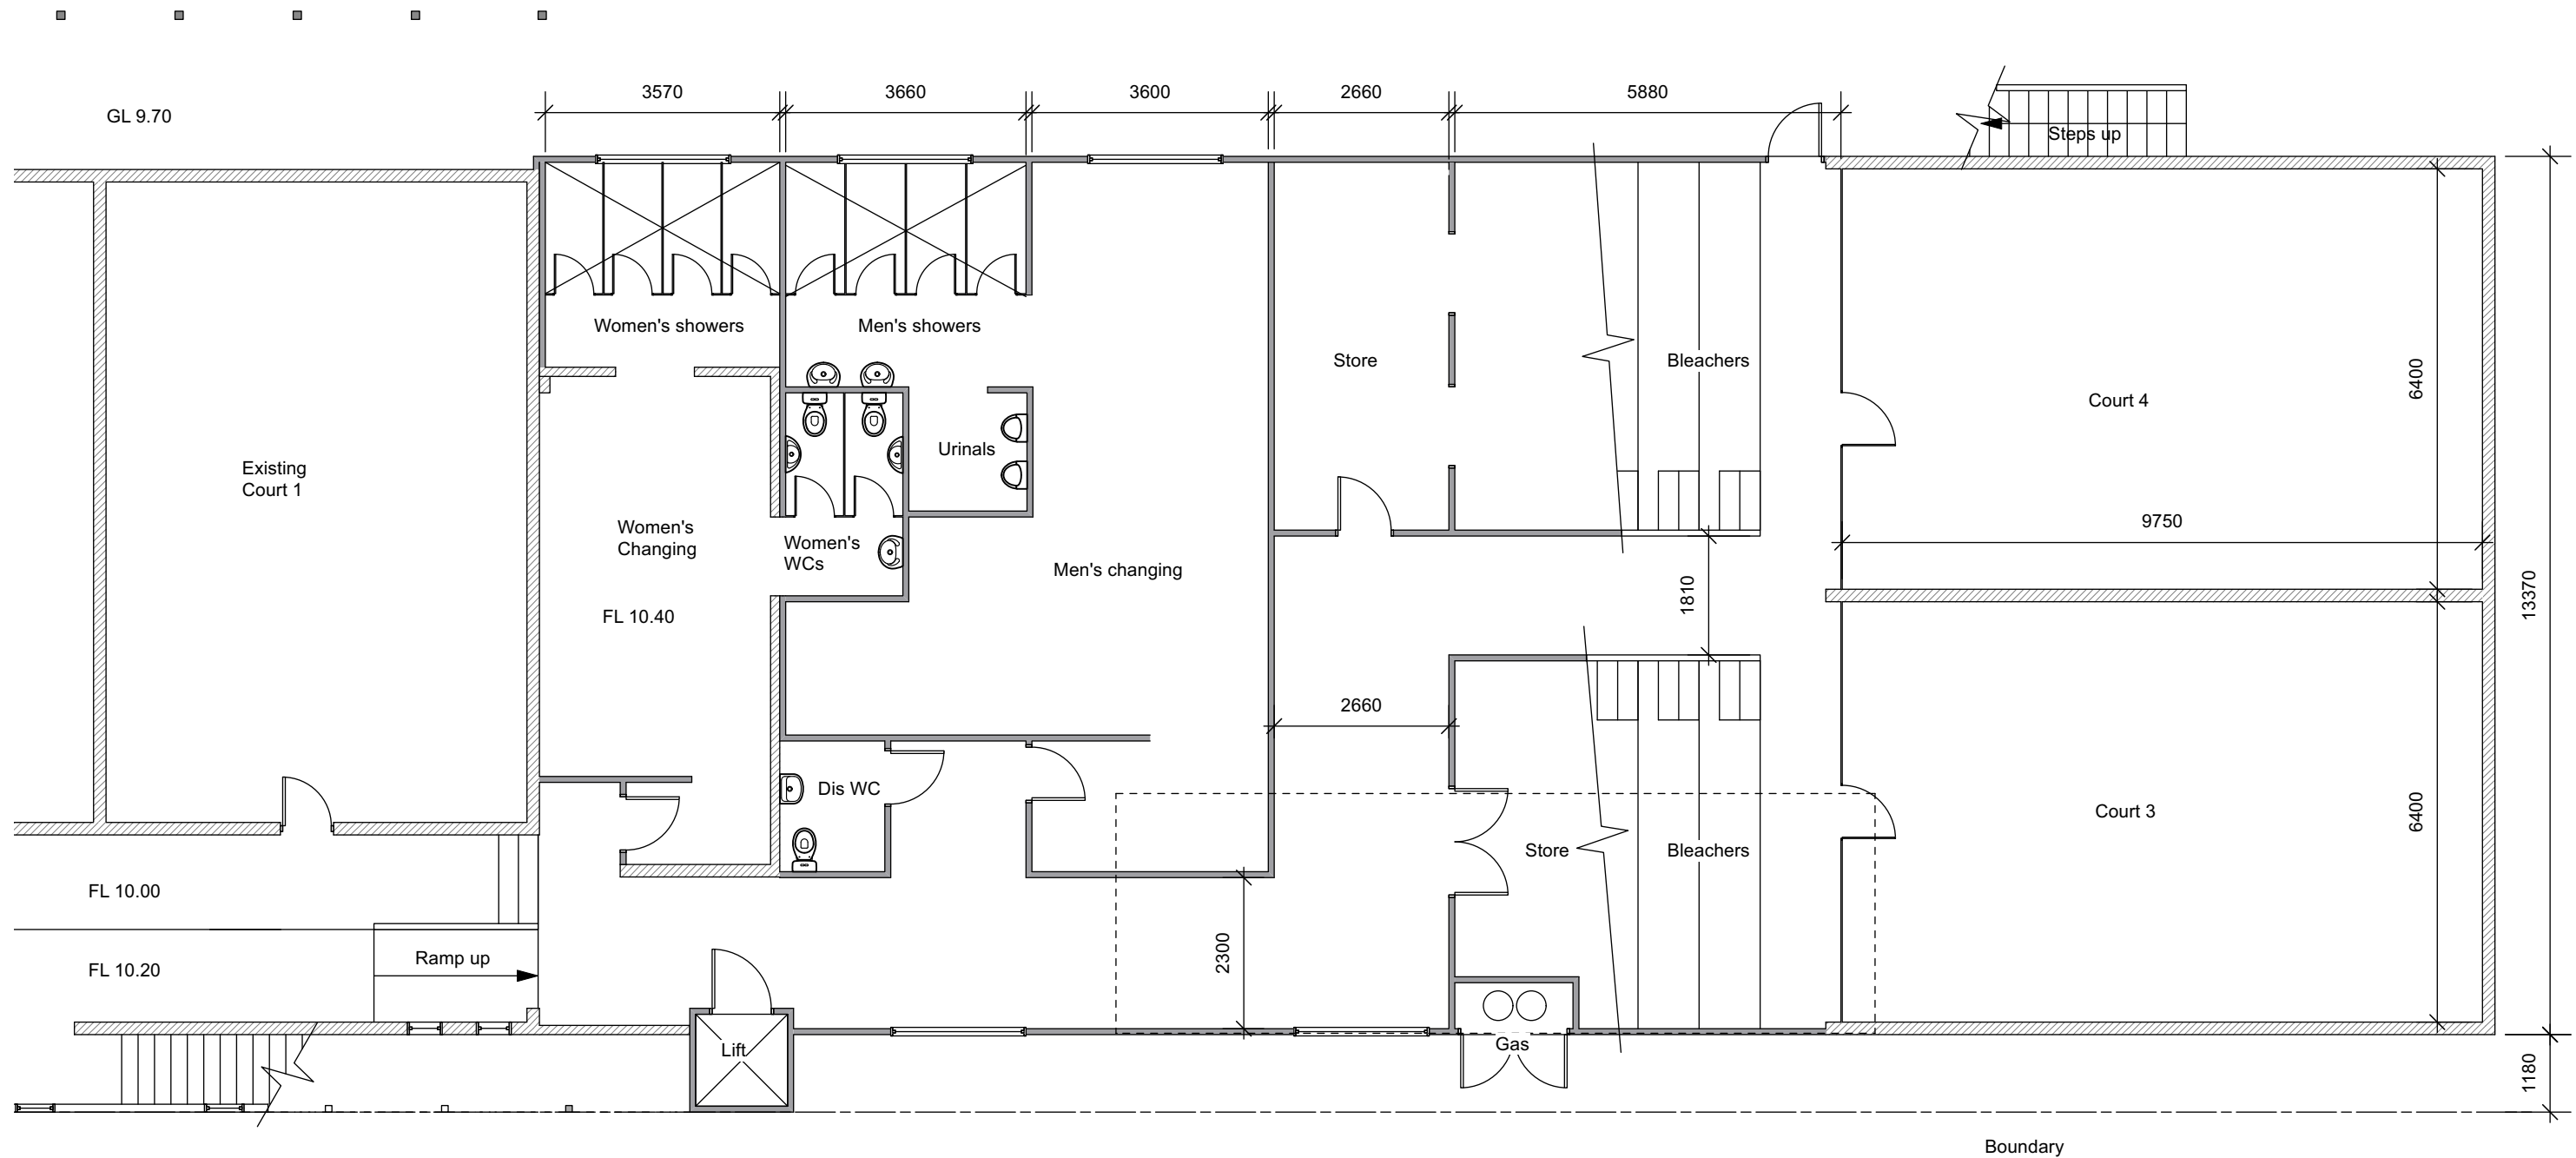 3570
3660
3600
2660
5880
GL 9.70
Steps up
Women's showers
Men's showers
Store
Bleachers
6400
Court 4
Urinals
Existing
Court 1
9750
Women's
Changing
Women's
WCs
Men's changing
1810
13370
FL 10.40
2660
Dis WC
Court 3
6400
Store
Bleachers
FL 10.00
2300
Ramp up
FL 10.20
Lift
Gas
1180
Boundary